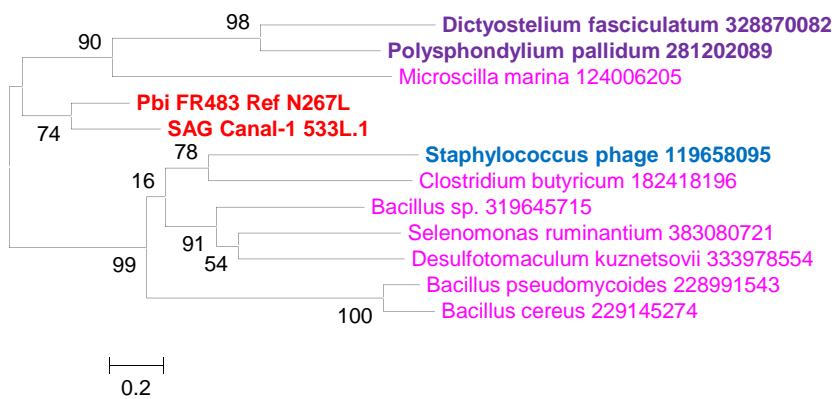 98
Dictyostelium fasciculatum 328870082
90
Polysphondylium pallidum 281202089
Microscilla marina 124006205
Pbi FR483 Ref N267L
74
SAG Canal-1 533L.1
78
Staphylococcus phage 119658095
16
Clostridium butyricum 182418196
Bacillus sp. 319645715
91
Selenomonas ruminantium 383080721
99
54
Desulfotomaculum kuznetsovii 333978554
Bacillus pseudomycoides 228991543
100
Bacillus cereus 229145274
0.2